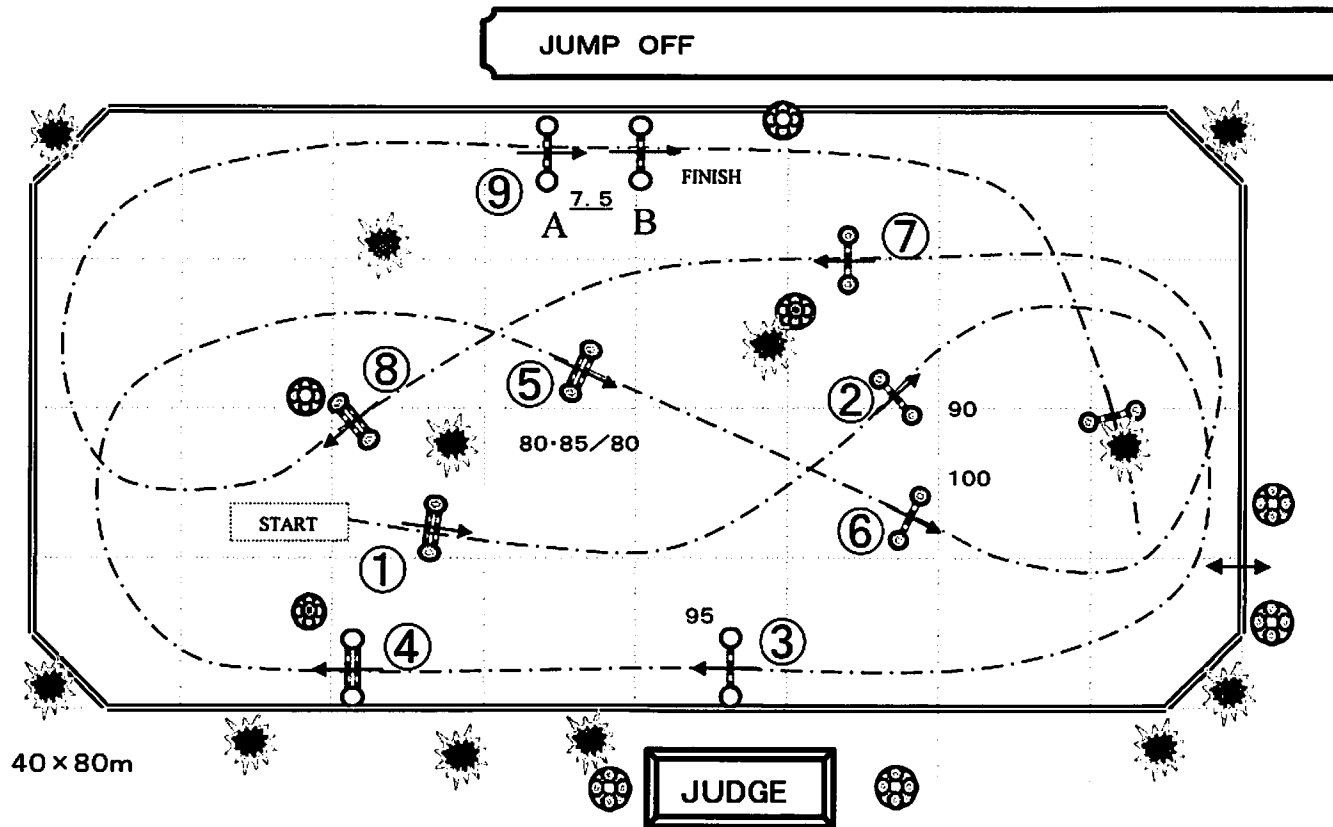 JUMP OFF
FINISH
⑨
7.5
A
B
⑦
⑧
⑤
②
90
80・85/80
100
START
⑥
①
95
④
③
40×80m
JUDGE